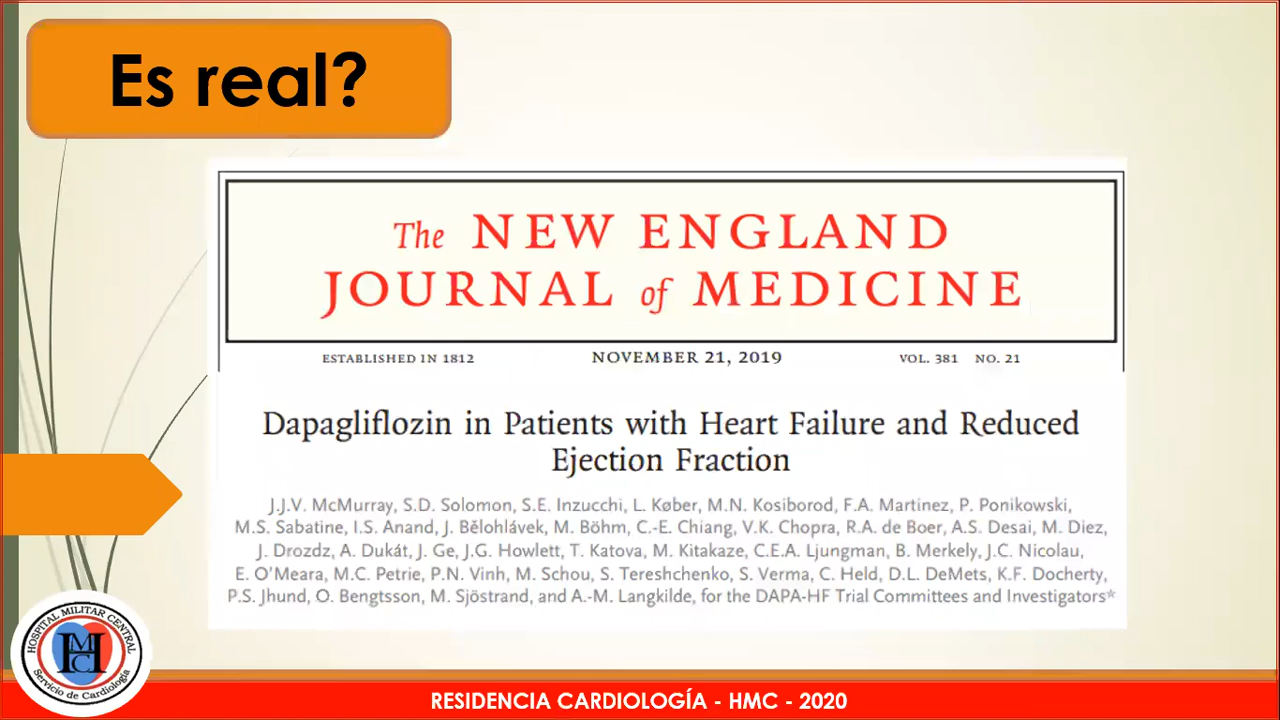 Es real?
The NEW ENGLAND
JOURNAL of MEDICINE
ESTABLISHED IN 1812 NOVEMBER 21, 2019 VOL. 381 NO. 21
Dapagliflozin in Patients with Heart Failure and Reduced
Ejection Fraction
J.J.V. McMurray, S.D. Solomon, S.E. Inzucchi, L. Køber, M.N. Kosiborod, F.A. Martinez, P. Ponikowski,
M.S. Sabatine, I.S. Anand, J. Bělohlávek, M. Böhm, C.-E. Chiang, V.K. Chopra, R.A. de Boer, A.S. Desai, M. Diez,
J. Drozdz, A. Dukát, J. Ge, J.G. Howlett, T. Katova, M. Kitakaze, C.E.A. Ljungman, B. Merkely, J.C. Nicolau,
E. O'Meara, M.C. Petrie, P.N. Vinh, M. Schou, S. Tereshchenko, S. Verma, C. Held, D.L. DeMets, K.F. Docherty,
P.S. Jhund, O. Bengtsson, M. Sjöstrand, and A.-M. Langkilde, for the DAPA-HF Trial Committees and Investigators*
HOSPITAL MILITAR CENTRAL
HMC
Servicio de Cardiología
RESIDENCIA CARDIOLOGÍA - HMC - 2020